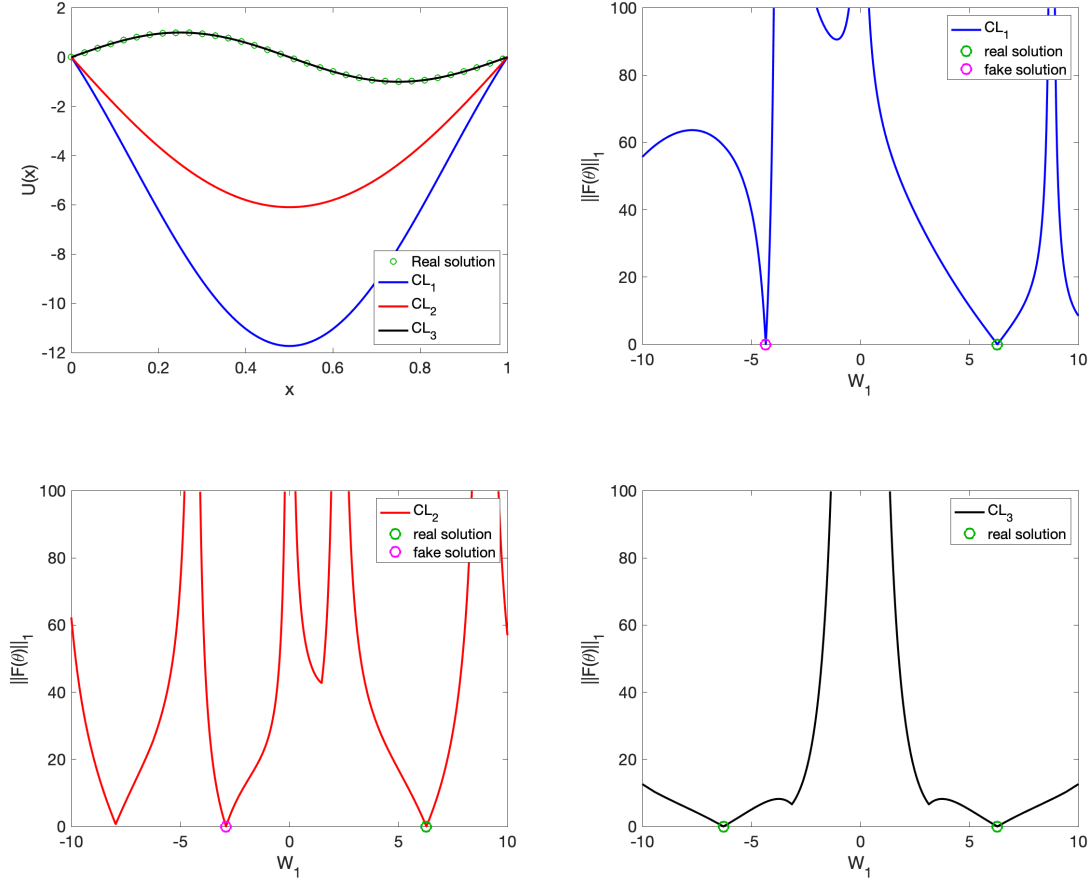 2
0
-2
-4
-6
-8
-10
-12
0
0.2
0.4
0.6
0.8
1
U(x)
x
Real solution
CL1
CL2
CL3
100
80
60
40
20
0
-10
-5
0
5
10
||F(θ)||1
W1
CL1
real solution
fake solution
100
80
60
40
20
0
-10
-5
0
5
10
||F(θ)||1
W1
CL2
real solution
fake solution
100
80
60
40
20
0
-10
-5
0
5
10
||F(θ)||1
W1
CL3
real solution